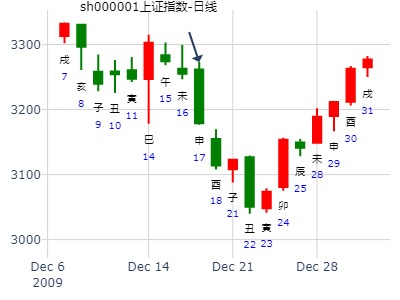 sh000001上证指数-日线
3300
3200
3100
3000
戌
7
亥
8
子
9
丑
10
寅
11
巳
14
午
15
未
16
申
17
酉
18
子
21
丑
22
寅
23
卯
24
辰
25
未
28
申
29
酉
30
戌
31
Dec 6
2009
Dec 14
Dec 21
Dec 28